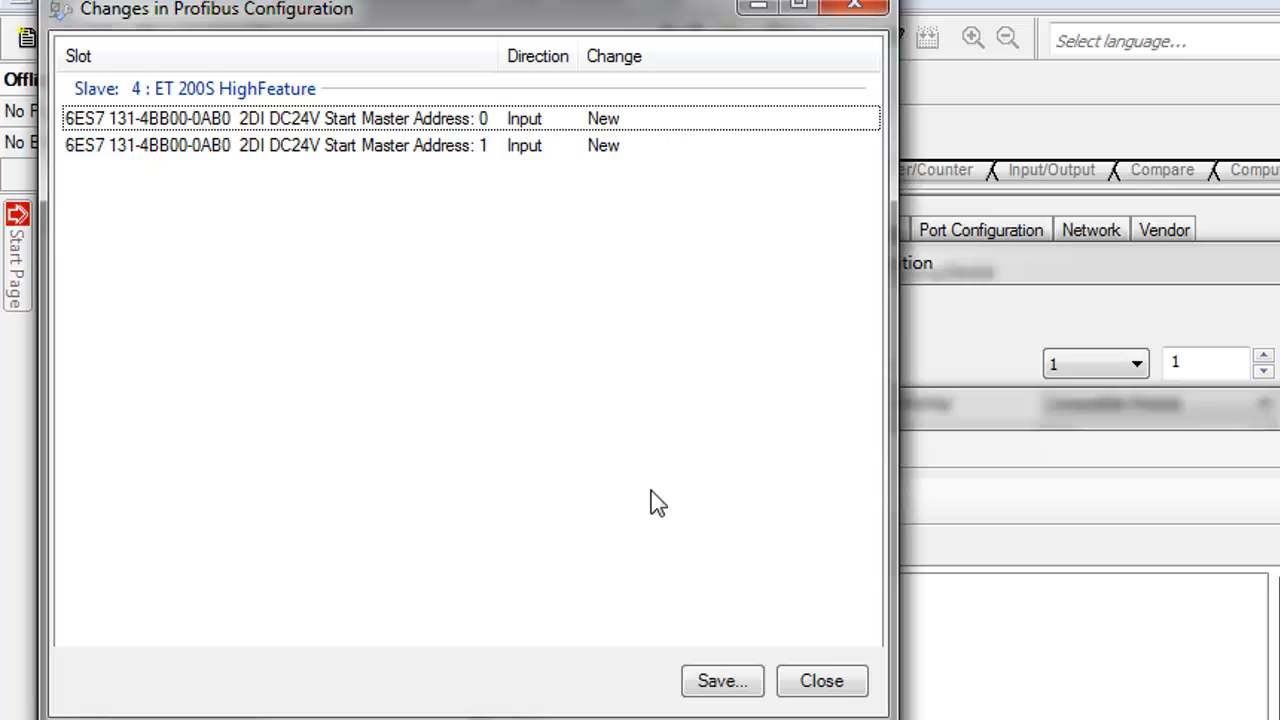 Changes in Profibus Configuration
Slot Direction Change
Slave: 4 : ET 200S HighFeature
6ES7 131-4BB00-0AB0 2DI DC24V Start Master Address: 0 Input New
6ES7 131-4BB00-0AB0 2DI DC24V Start Master Address: 1 Input New
Save... Close
Select language...
Offli
No F
No E
Start Page
er/Counter Input/Output Compare Compu
Port Configuration Network Vendor
tion
1 1